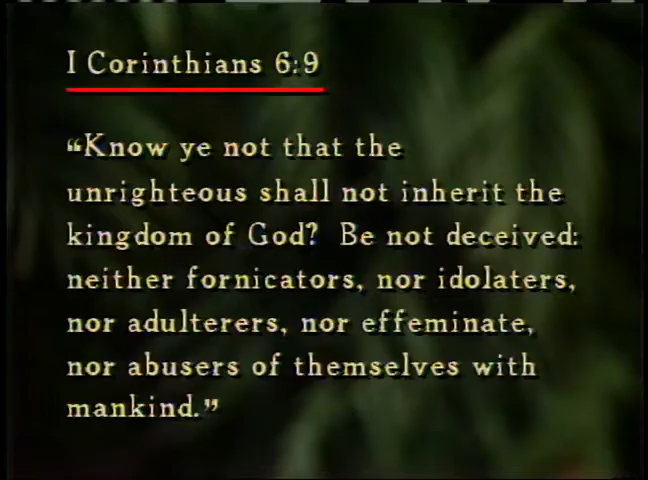 I Corinthians 6:9
“Know ye not that the
unrighteous shall not inherit the
kingdom of God? Be not deceived:
neither fornicators, nor idolaters,
nor adulterers, nor effeminate,
nor abusers of themselves with
mankind.”